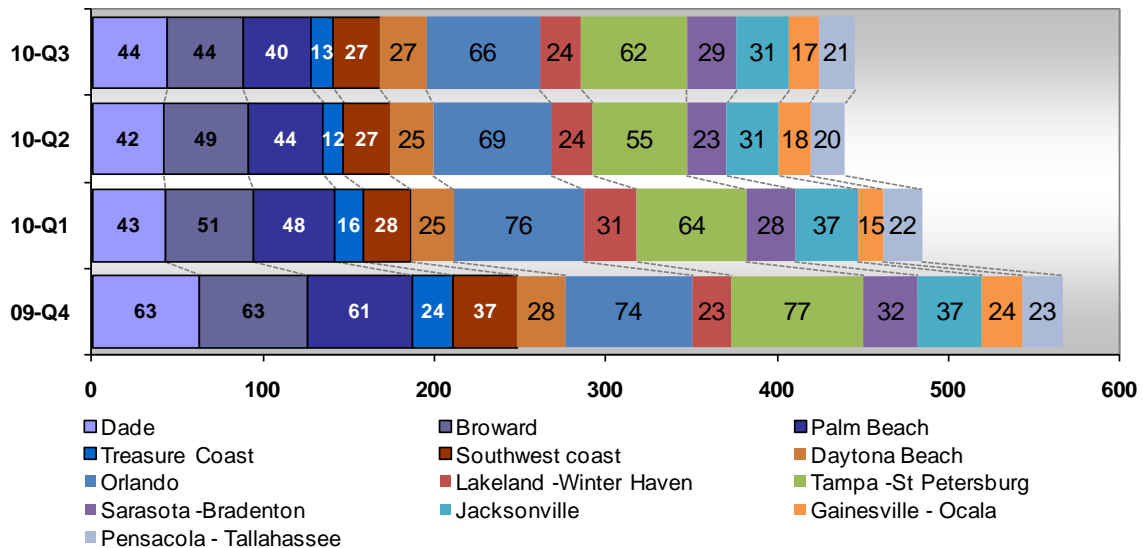 10-Q3 44 44 40 13 27 27 66 24 62 29 31 17 21
10-Q2 42 49 44 12 27 25 69 24 55 23 31 18 20
10-Q1 43 51 48 16 28 25 76 31 64 28 37 15 22
09-Q4 63 63 61 24 37 28 74 23 77 32 37 24 23
0 100 200 300 400 500 600
Dade Broward Palm Beach
Treasure Coast Southwest coast Daytona Beach
Orlando Lakeland -Winter Haven Tampa -St Petersburg
Sarasota -Bradenton Jacksonville Gainesville - Ocala
Pensacola - Tallahassee